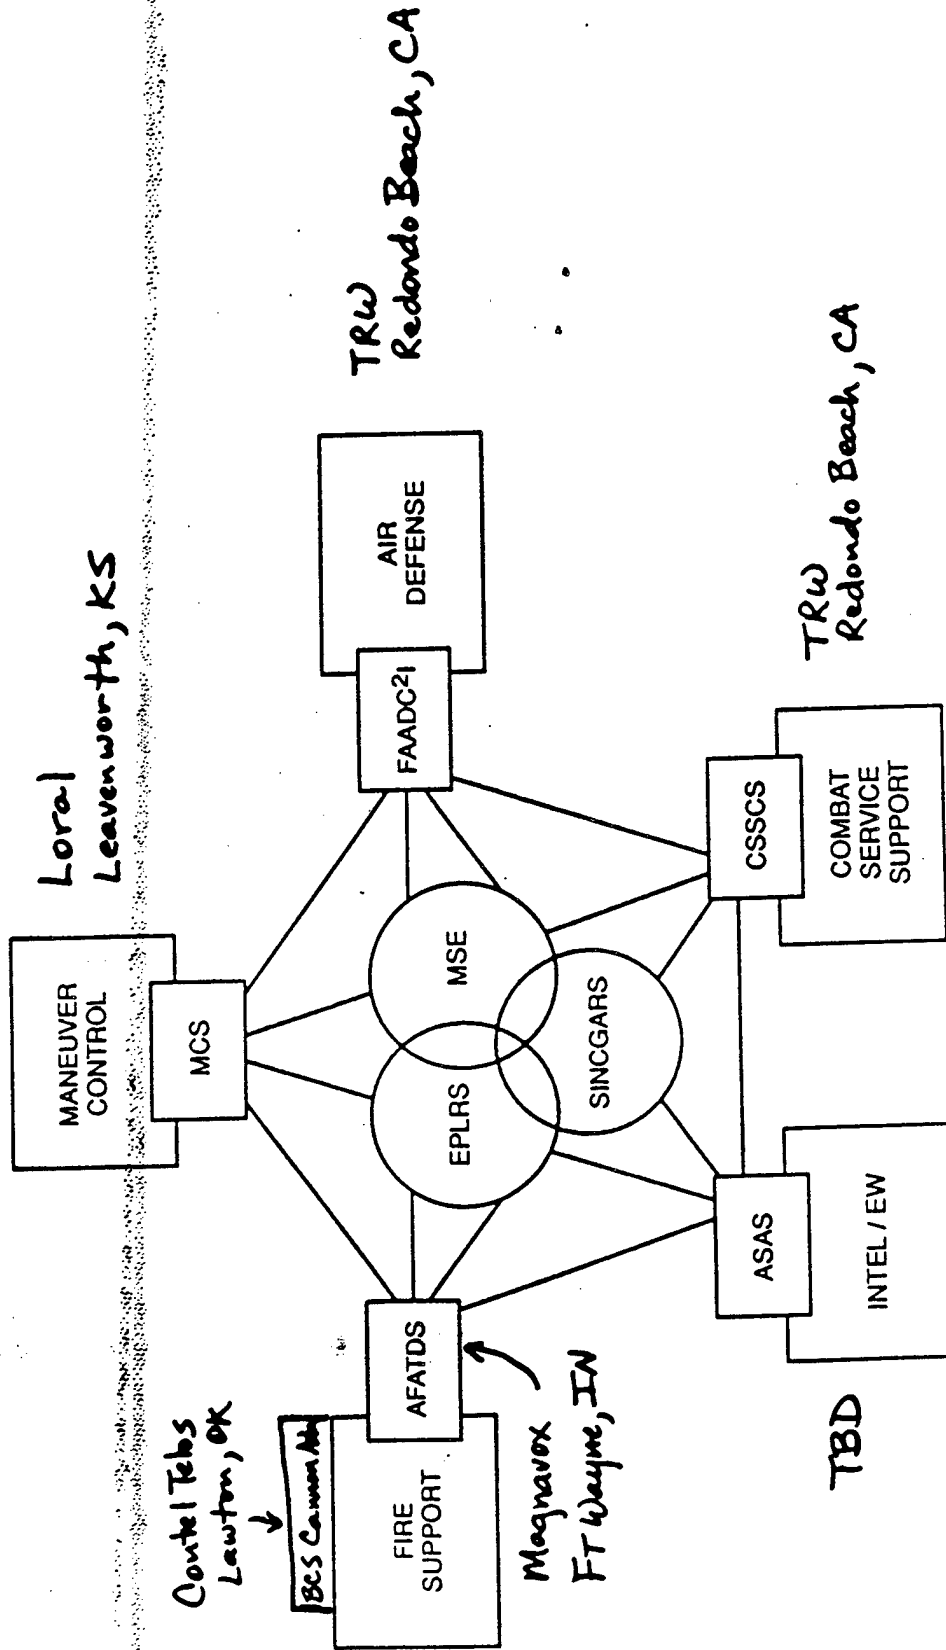 Loral
Leavenworth, KS
MANEUVER
CONTROL
MCS
Contel Telos
Lawton, OK
BCS Cannon
FIRE
SUPPORT
AFATDS
Magnavox
FT Wayne, IN
EPLRS
MSE
SINCGARS
FAADC²I
AIR
DEFENSE
TRW
Redondo Beach, CA
TBD
ASAS
INTEL / EW
CSSCS
COMBAT
SERVICE
SUPPORT
TRW
Redondo Beach, CA